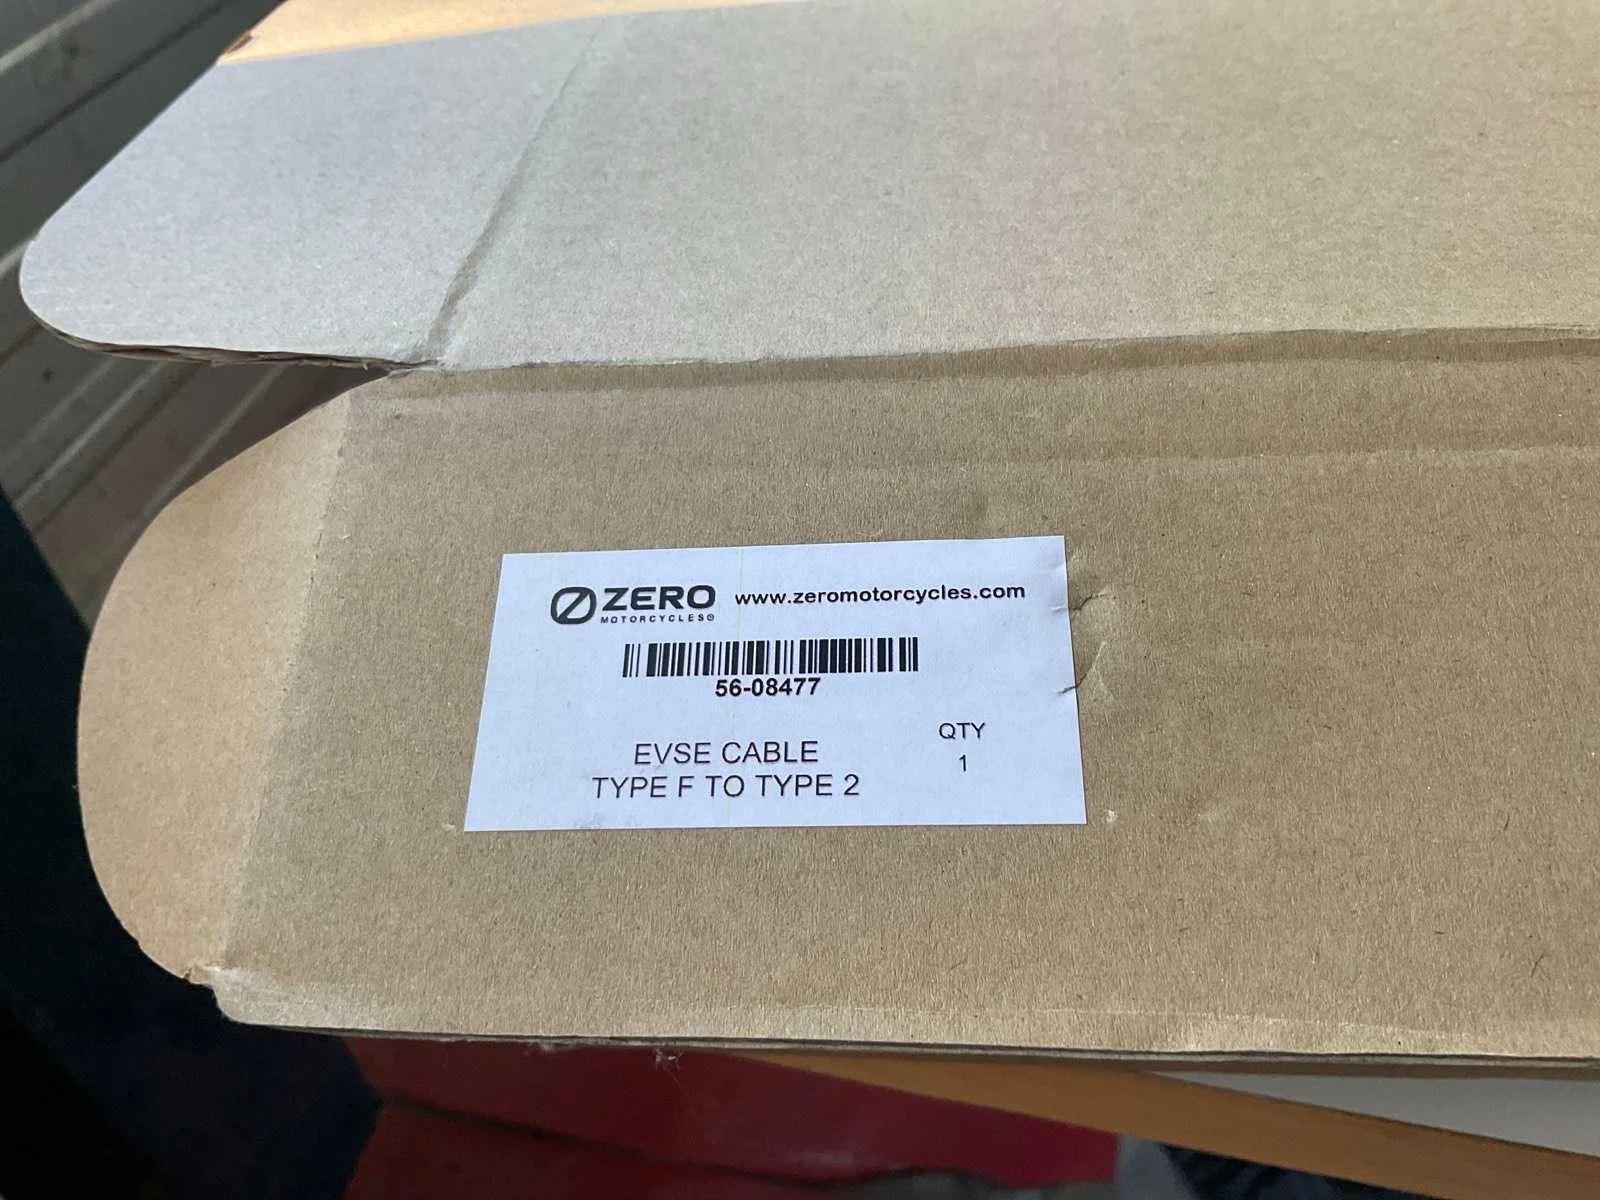 ZERO www.zeromotorcycles.com
MOTORCYCLES®
56-08477
QTY
EVSE CABLE
1
TYPE F TO TYPE 2